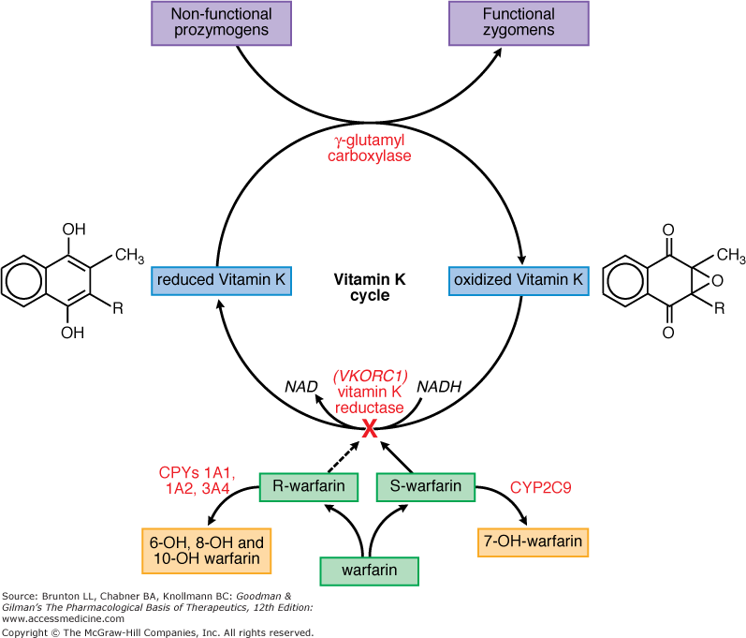 Non-functional
prozymogens
Functional
zygomens
γ-glutamyl
carboxylase
OH
CH3
R
OH
reduced Vitamin K
Vitamin K
cycle
oxidized Vitamin K
O
CH3
O
R
O
NAD
(VKORC1)
vitamin K
reductase
NADH
X
CPYs 1A1,
1A2, 3A4
R-warfarin
S-warfarin
CYP2C9
6-OH, 8-OH and
10-OH warfarin
7-OH-warfarin
warfarin
Source: Brunton LL, Chabner BA, Knollmann BC: Goodman &
Gilman's The Pharmacological Basis of Therapeutics, 12th Edition:
www.accessmedicine.com
Copyright © The McGraw-Hill Companies, Inc. All rights reserved.